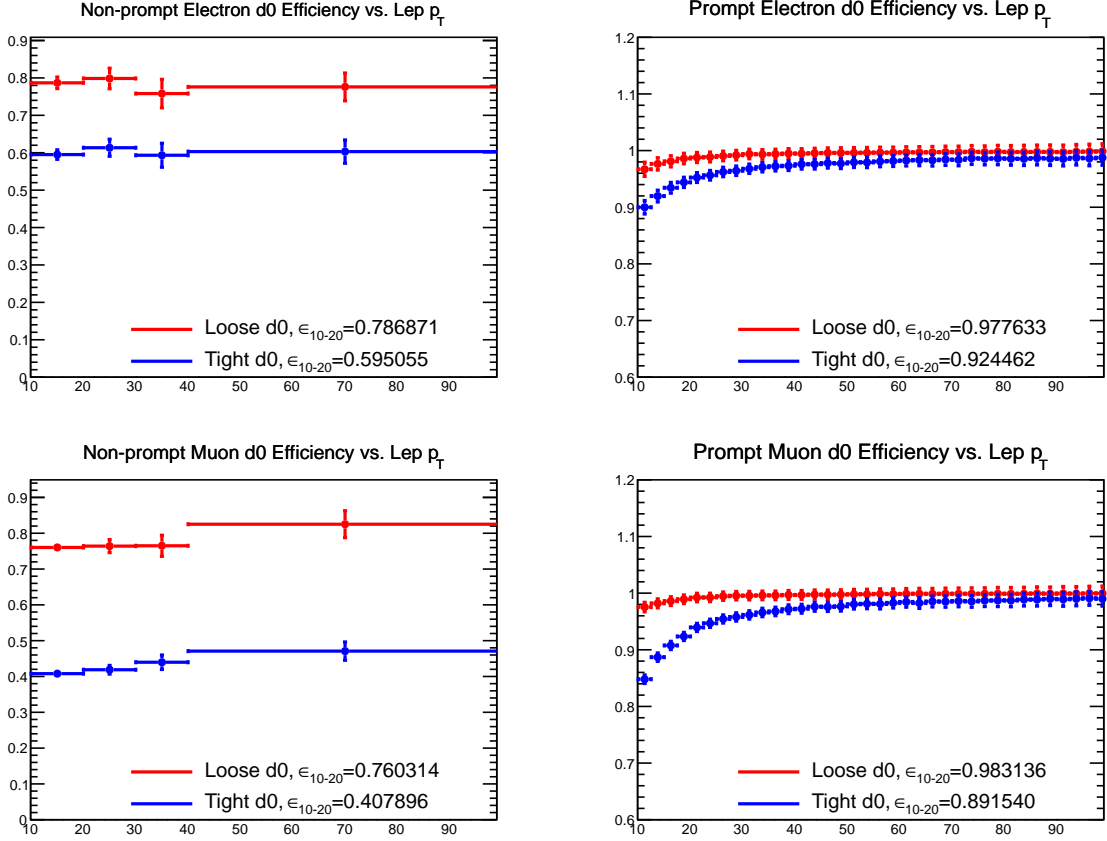 Non-prompt Electron d0 Efficiency vs. Lep p_T
0.9
0.8
0.7
0.6
0.5
0.4
0.3
0.2
0.1
0
10 20 30 40 50 60 70 80 90
Loose d0, ∈10-20=0.786871
Tight d0, ∈10-20=0.595055
Prompt Electron d0 Efficiency vs. Lep p_T
1.2
1.1
1
0.9
0.8
0.7
0.6
10 20 30 40 50 60 70 80 90
Loose d0, ∈10-20=0.977633
Tight d0, ∈10-20=0.924462
Non-prompt Muon d0 Efficiency vs. Lep p_T
0.9
0.8
0.7
0.6
0.5
0.4
0.3
0.2
0.1
0
10 20 30 40 50 60 70 80 90
Loose d0, ∈10-20=0.760314
Tight d0, ∈10-20=0.407896
Prompt Muon d0 Efficiency vs. Lep p_T
1.2
1.1
1
0.9
0.8
0.7
0.6
10 20 30 40 50 60 70 80 90
Loose d0, ∈10-20=0.983136
Tight d0, ∈10-20=0.891540